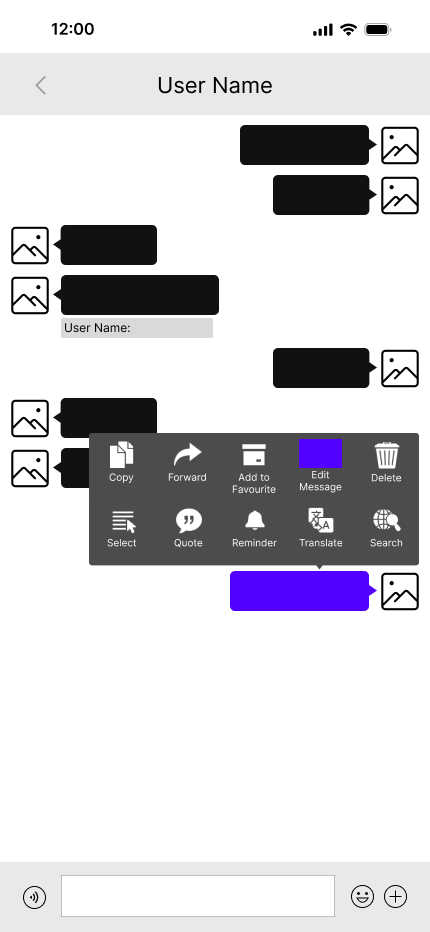 12:00
User Name
User Name:
Copy
Forward
Add to
Favourite
Edit
Message
Delete
Select
Quote
Reminder
Translate
Search